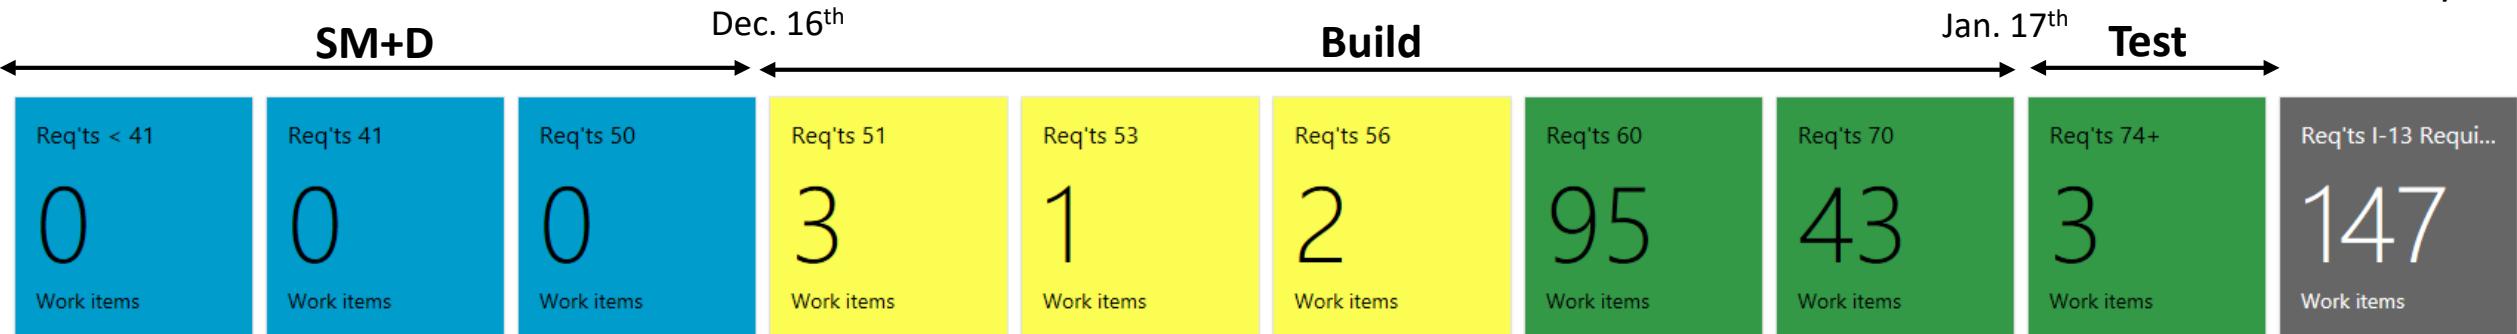 SM+D
Dec. 16th
Build
Jan. 17th
Test
Req'ts < 41
0
Work items
Req'ts 41
0
Work items
Req'ts 50
0
Work items
Req'ts 51
3
Work items
Req'ts 53
1
Work items
Req'ts 56
2
Work items
Req'ts 60
95
Work items
Req'ts 70
43
Work items
Req'ts 74+
3
Work items
Req'ts I-13 Requi...
147
Work items